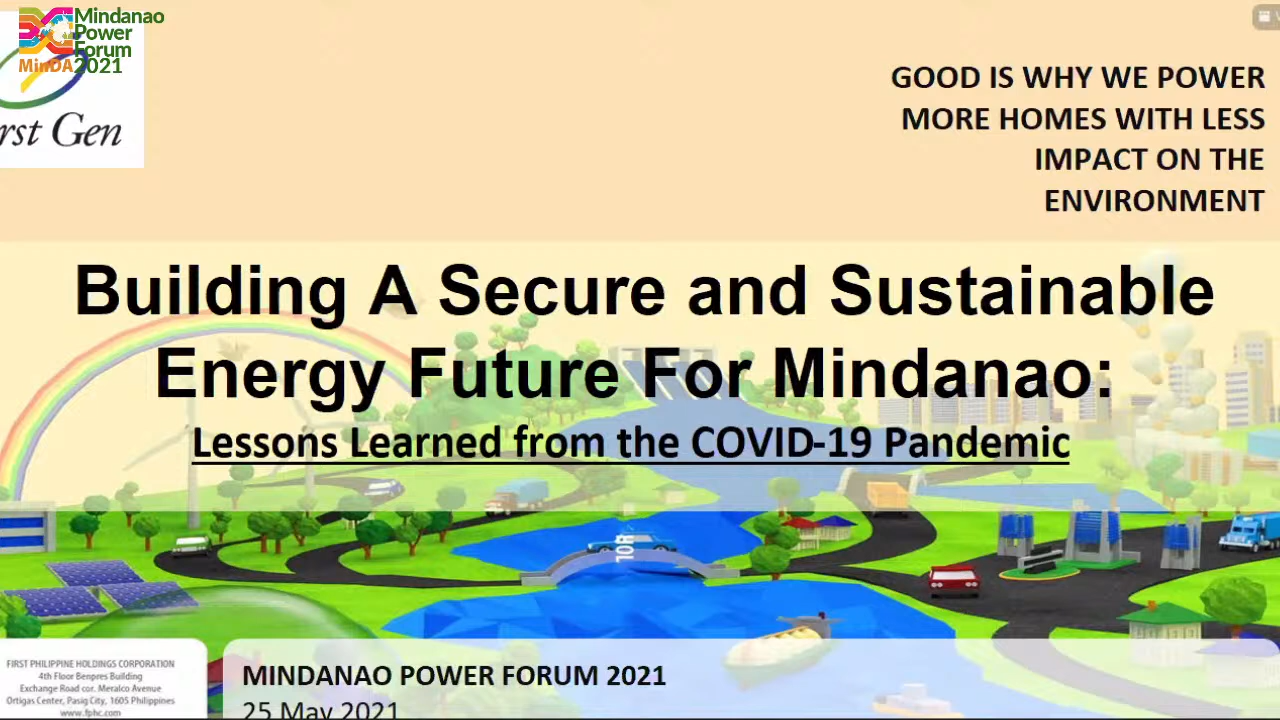 Mindanao
Power
Forum
MinDA 2021
rst Gen
GOOD IS WHY WE POWER
MORE HOMES WITH LESS
IMPACT ON THE
ENVIRONMENT
Building A Secure and Sustainable
Energy Future For Mindanao:
Lessons Learned from the COVID-19 Pandemic
FIRST PHILIPPINE HOLDINGS CORPORATION
4th Floor Benpres Building
Exchange Road cor. Meralco Avenue
Ortigas Center, Pasig City, 1605 Philippines
www.fphc.com
MINDANAO POWER FORUM 2021
25 May 2021